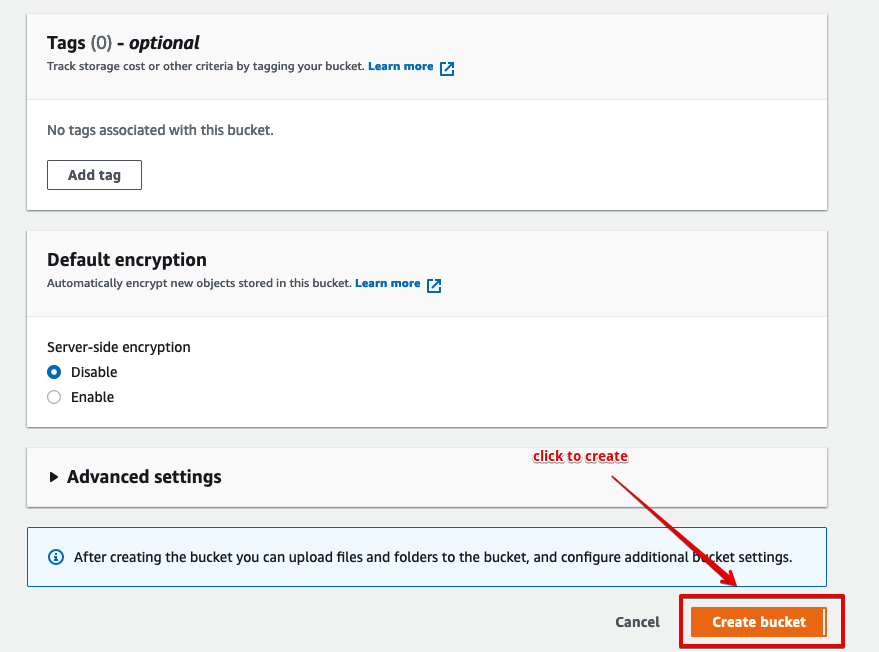 Tags (0) - optional
Track storage cost or other criteria by tagging your bucket. Learn more
No tags associated with this bucket.
Add tag
Default encryption
Automatically encrypt new objects stored in this bucket. Learn more
Server-side encryption
Disable
Enable
Advanced settings
click to create
After creating the bucket you can upload files and folders to the bucket, and configure additional bucket settings.
Cancel
Create bucket